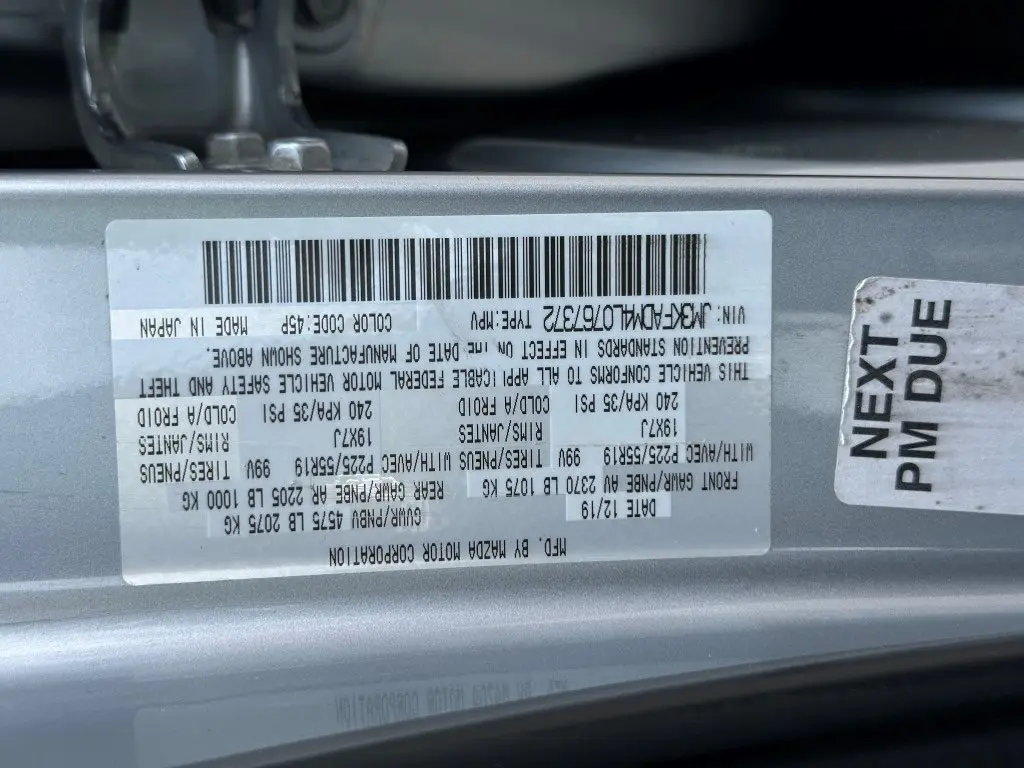 MFD. BY MAZDA MOTOR CORPORATION
DATE 12/19 GVWR/PNBV 4575 LB 2075 KG
FRONT GAWR/PNBE AV 2370 LB 1075 KG REAR GAWR/PNBE AR 2205 LB 1000 KG
WITH/AVEC P225/55R19 99V TIRES/PNEUS WITH/AVEC P225/55R19 99V TIRES/PNEUS
19X7J RIMS/JANTES 19X7J RIMS/JANTES
240 KPA/35 PSI COLD/A FROID 240 KPA/35 PSI COLD/A FROID
THIS VEHICLE CONFORMS TO ALL APPLICABLE FEDERAL MOTOR VEHICLE SAFETY AND THEFT
PREVENTION STANDARDS IN EFFECT ON THE DATE OF MANUFACTURE SHOWN ABOVE.
VIN: JM3KFADM4L0767372 TYPE:MPV COLOR CODE:45P MADE IN JAPAN
NEXT
PM DUE